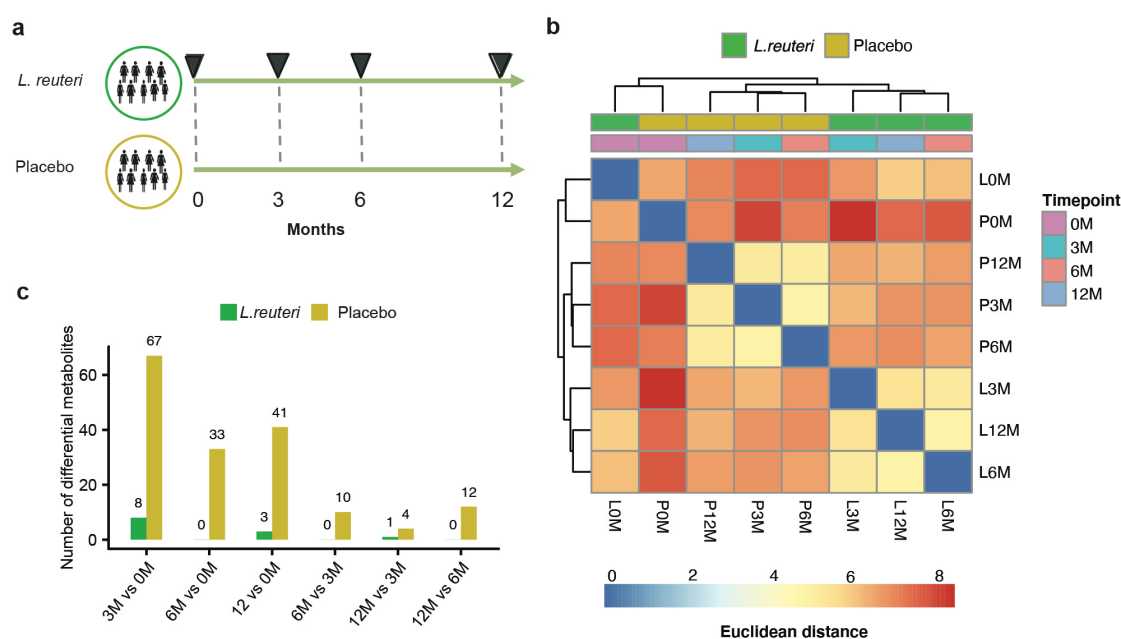 a
L. reuteri
Placebo
0 3 6 12
Months
b
L.reuteri Placebo
L0M
P0M
P12M
P3M
P6M
L3M
L12M
L6M
L0M P0M P12M P3M P6M L3M L12M L6M
Timepoint
0M
3M
6M
12M
0 2 4 6 8
Euclidean distance
c
L.reuteri Placebo
Number of differential metabolites
60
40
20
0
8 67 0 33 3 41 0 10 1 4 0 12
3M vs 0M 6M vs 0M 12 vs 0M 6M vs 3M 12M vs 3M 12M vs 6M